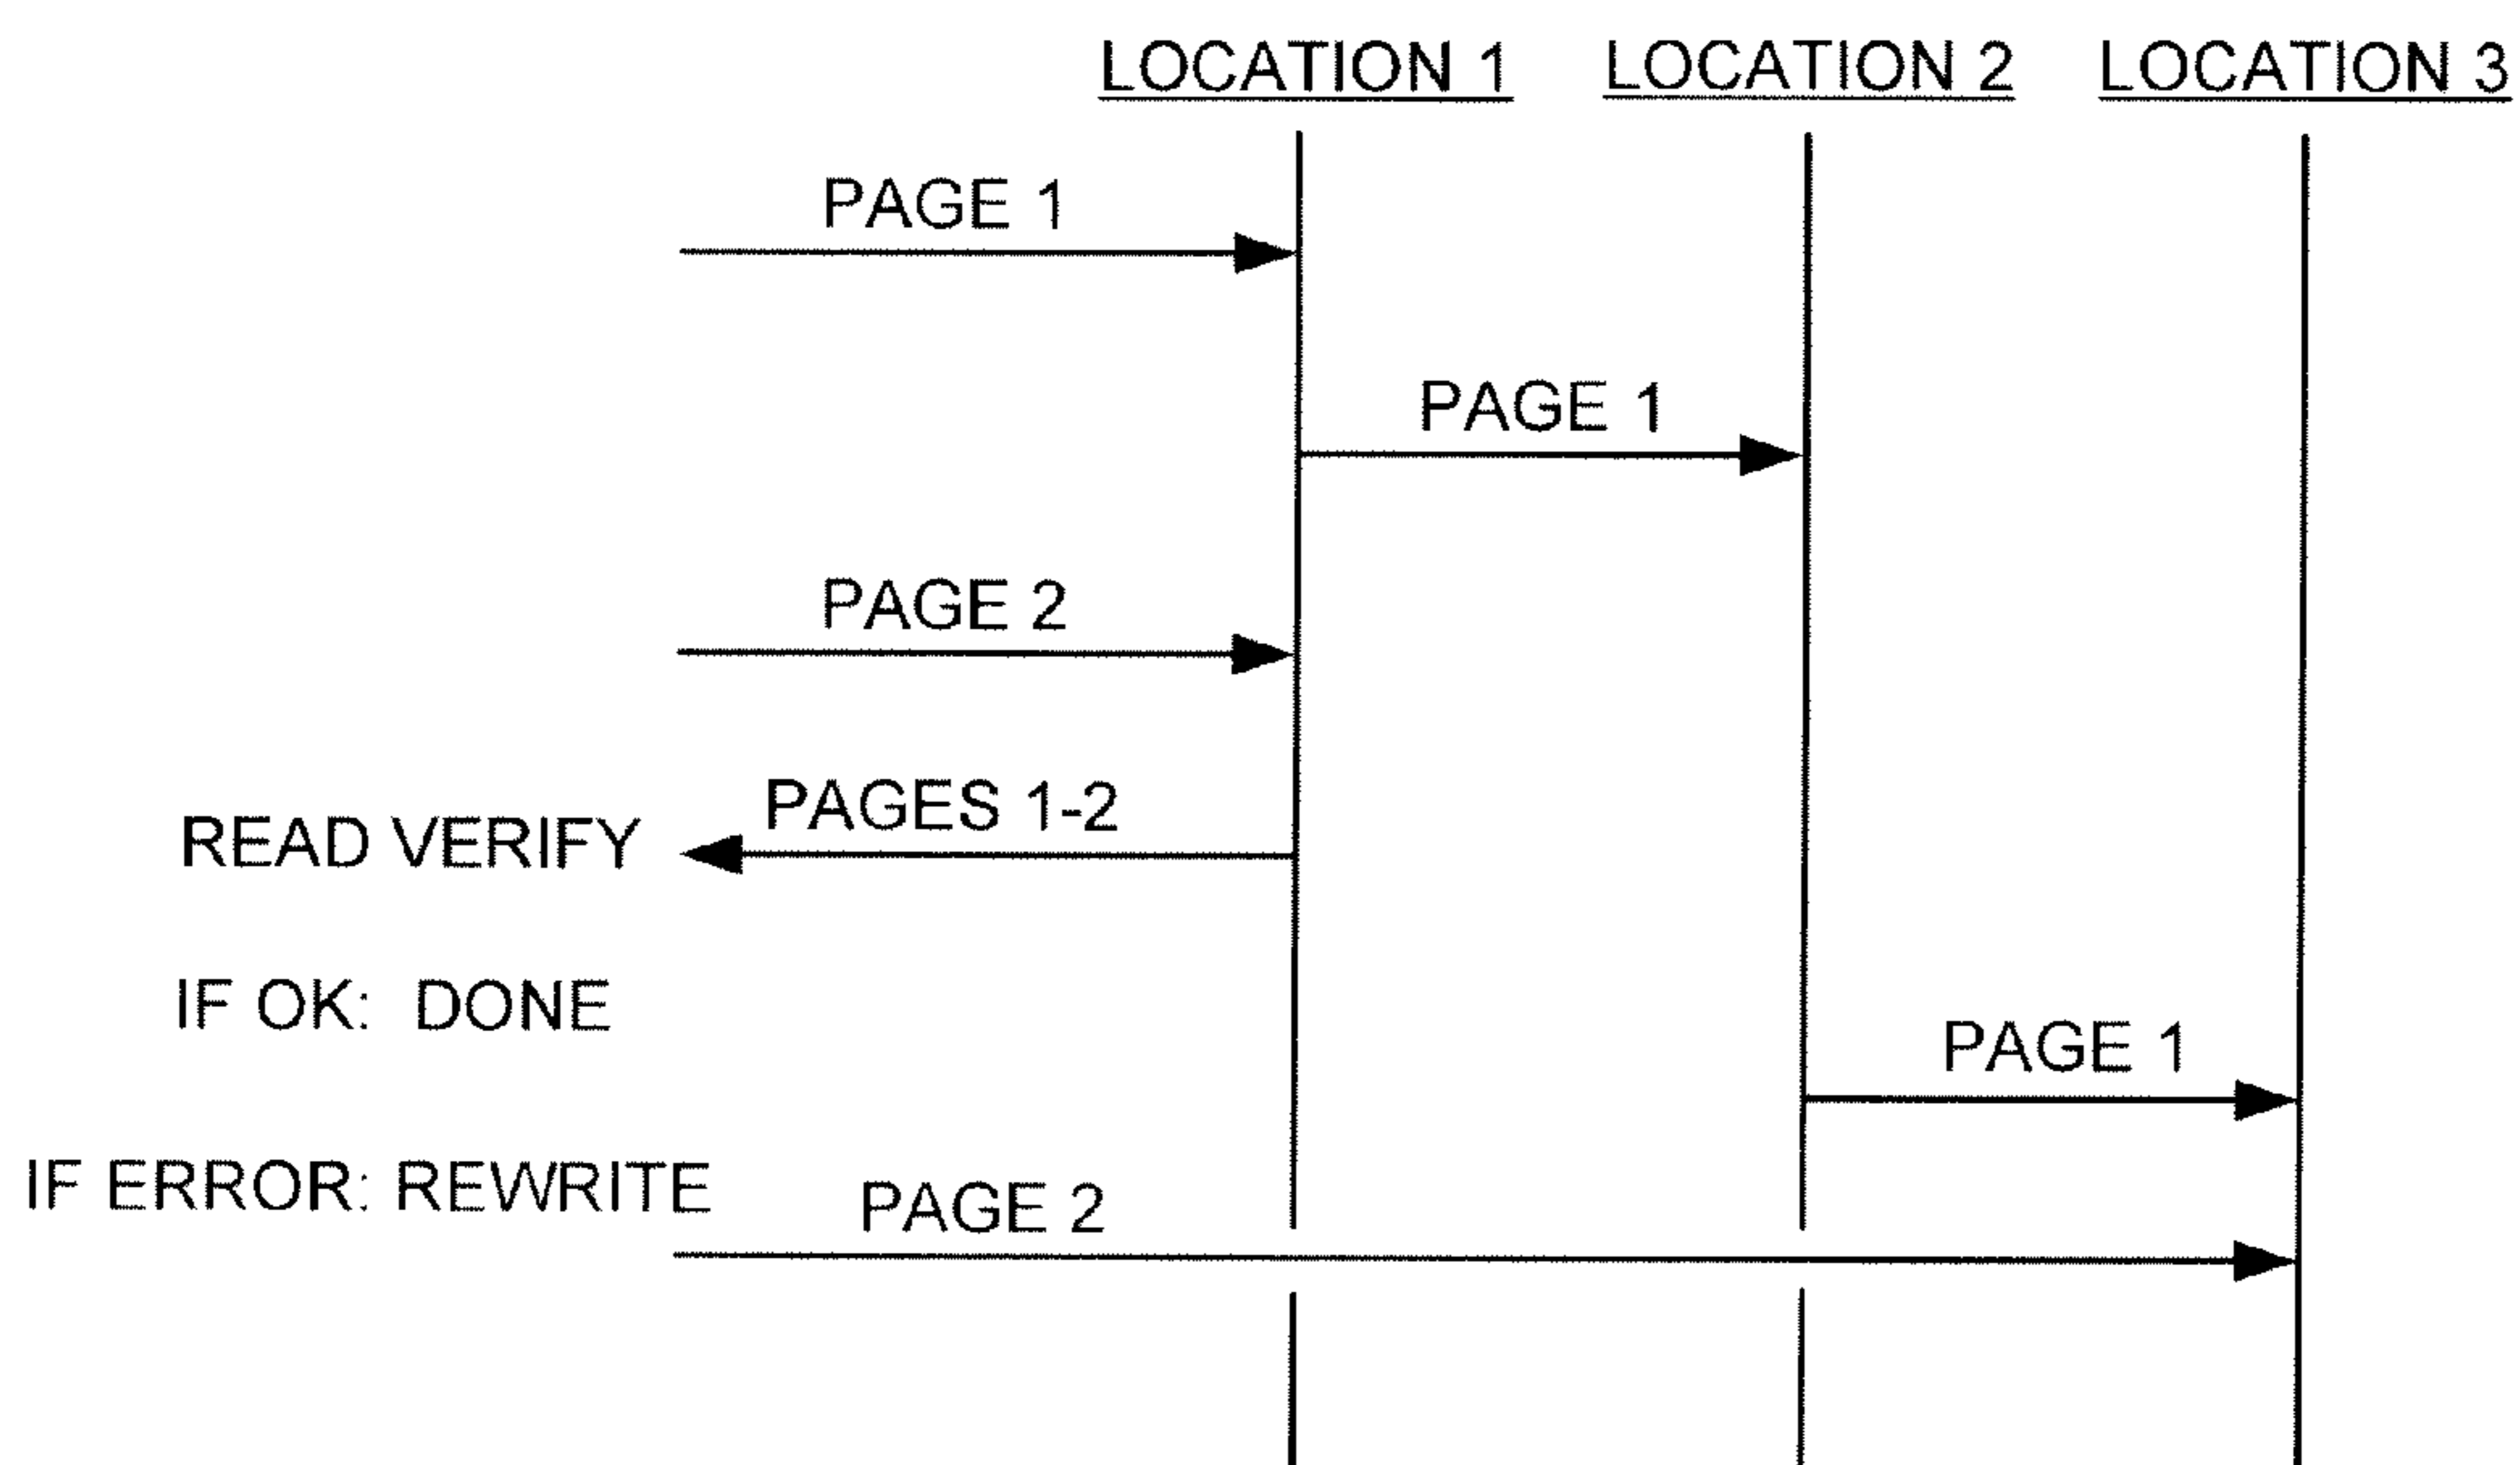 LOCATION 1 LOCATION 2 LOCATION 3
PAGE 1
PAGE 1
PAGE 2
PAGES 1-2
READ VERIFY
IF OK: DONE
PAGE 1
IF ERROR: REWRITE
PAGE 2